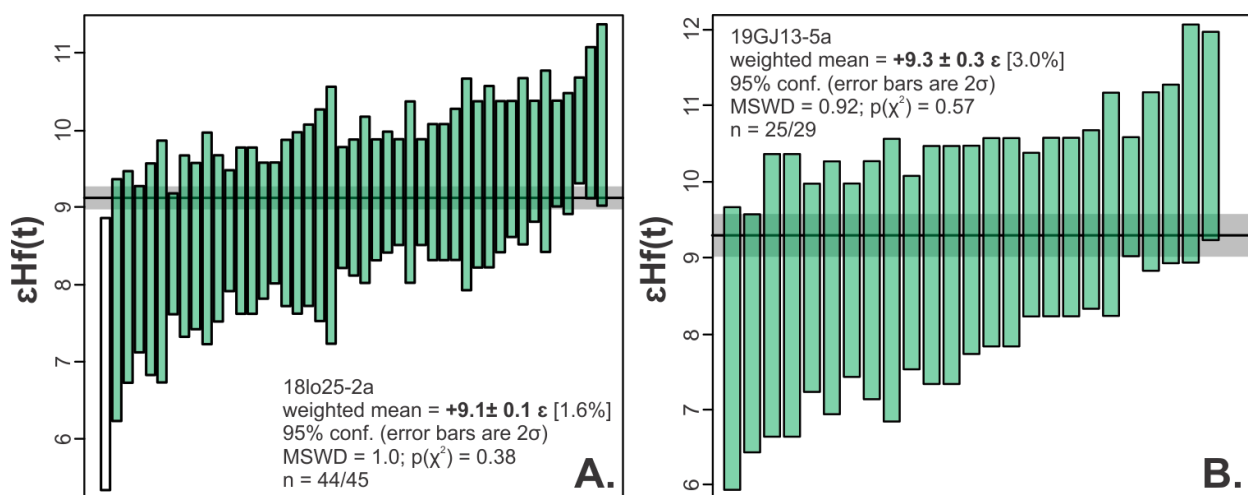 εHf(t)
11
10
9
8
7
6
18lo25-2a
weighted mean = +9.1± 0.1 ε [1.6%]
95% conf. (error bars are 2σ)
MSWD = 1.0; p(χ²) = 0.38
n = 44/45
A.
εHf(t)
12
11
10
9
8
7
6
19GJ13-5a
weighted mean = +9.3 ± 0.3 ε [3.0%]
95% conf. (error bars are 2σ)
MSWD = 0.92; p(χ²) = 0.57
n = 25/29
B.